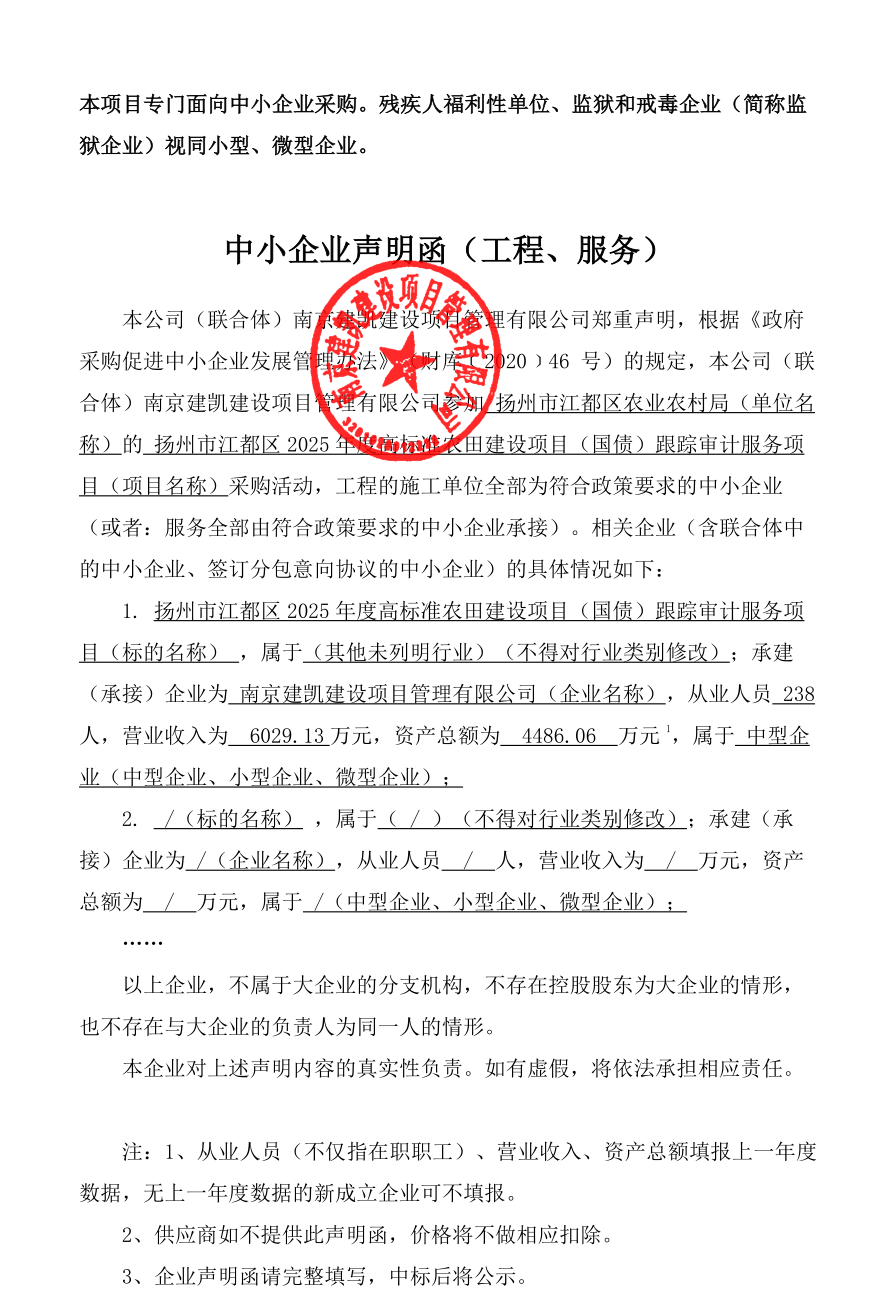 本项目专门面向中小企业采购。残疾人福利性单位、监狱和戒毒企业（简称监
狱企业）视同小型、微型企业。
中小企业声明函（工程、服务）
本公司（联合体）南京建凯建设项目管理有限公司郑重声明，根据《政府
采购促进中小企业发展管理办法》（财库﹝2020﹞46 号）的规定，本公司（联
合体）南京建凯建设项目管理有限公司参加 扬州市江都区农业农村局（单位名
称）的 扬州市江都区 2025 年度高标准农田建设项目（国债）跟踪审计服务项
目（项目名称）采购活动，工程的施工单位全部为符合政策要求的中小企业
（或者：服务全部由符合政策要求的中小企业承接）。相关企业（含联合体中
的中小企业、签订分包意向协议的中小企业）的具体情况如下：
1. 扬州市江都区 2025 年度高标准农田建设项目（国债）跟踪审计服务项
目（标的名称） ，属于（其他未列明行业）（不得对行业类别修改）；承建
（承接）企业为 南京建凯建设项目管理有限公司（企业名称），从业人员 238
人，营业收入为 6029.13 万元，资产总额为 4486.06 万元 1，属于 中型企
业（中型企业、小型企业、微型企业）；
2. /（标的名称） ，属于（ / ）（不得对行业类别修改）；承建（承
接）企业为 /（企业名称），从业人员 / 人，营业收入为 / 万元，资产
总额为 / 万元，属于 /（中型企业、小型企业、微型企业）；
……
以上企业，不属于大企业的分支机构，不存在控股股东为大企业的情形，
也不存在与大企业的负责人为同一人的情形。
本企业对上述声明内容的真实性负责。如有虚假，将依法承担相应责任。
注：1、从业人员（不仅指在职职工）、营业收入、资产总额填报上一年度
数据，无上一年度数据的新成立企业可不填报。
2、供应商如不提供此声明函，价格将不做相应扣除。
3、企业声明函请完整填写，中标后将公示。
南京建凯建设项目管理有限公司